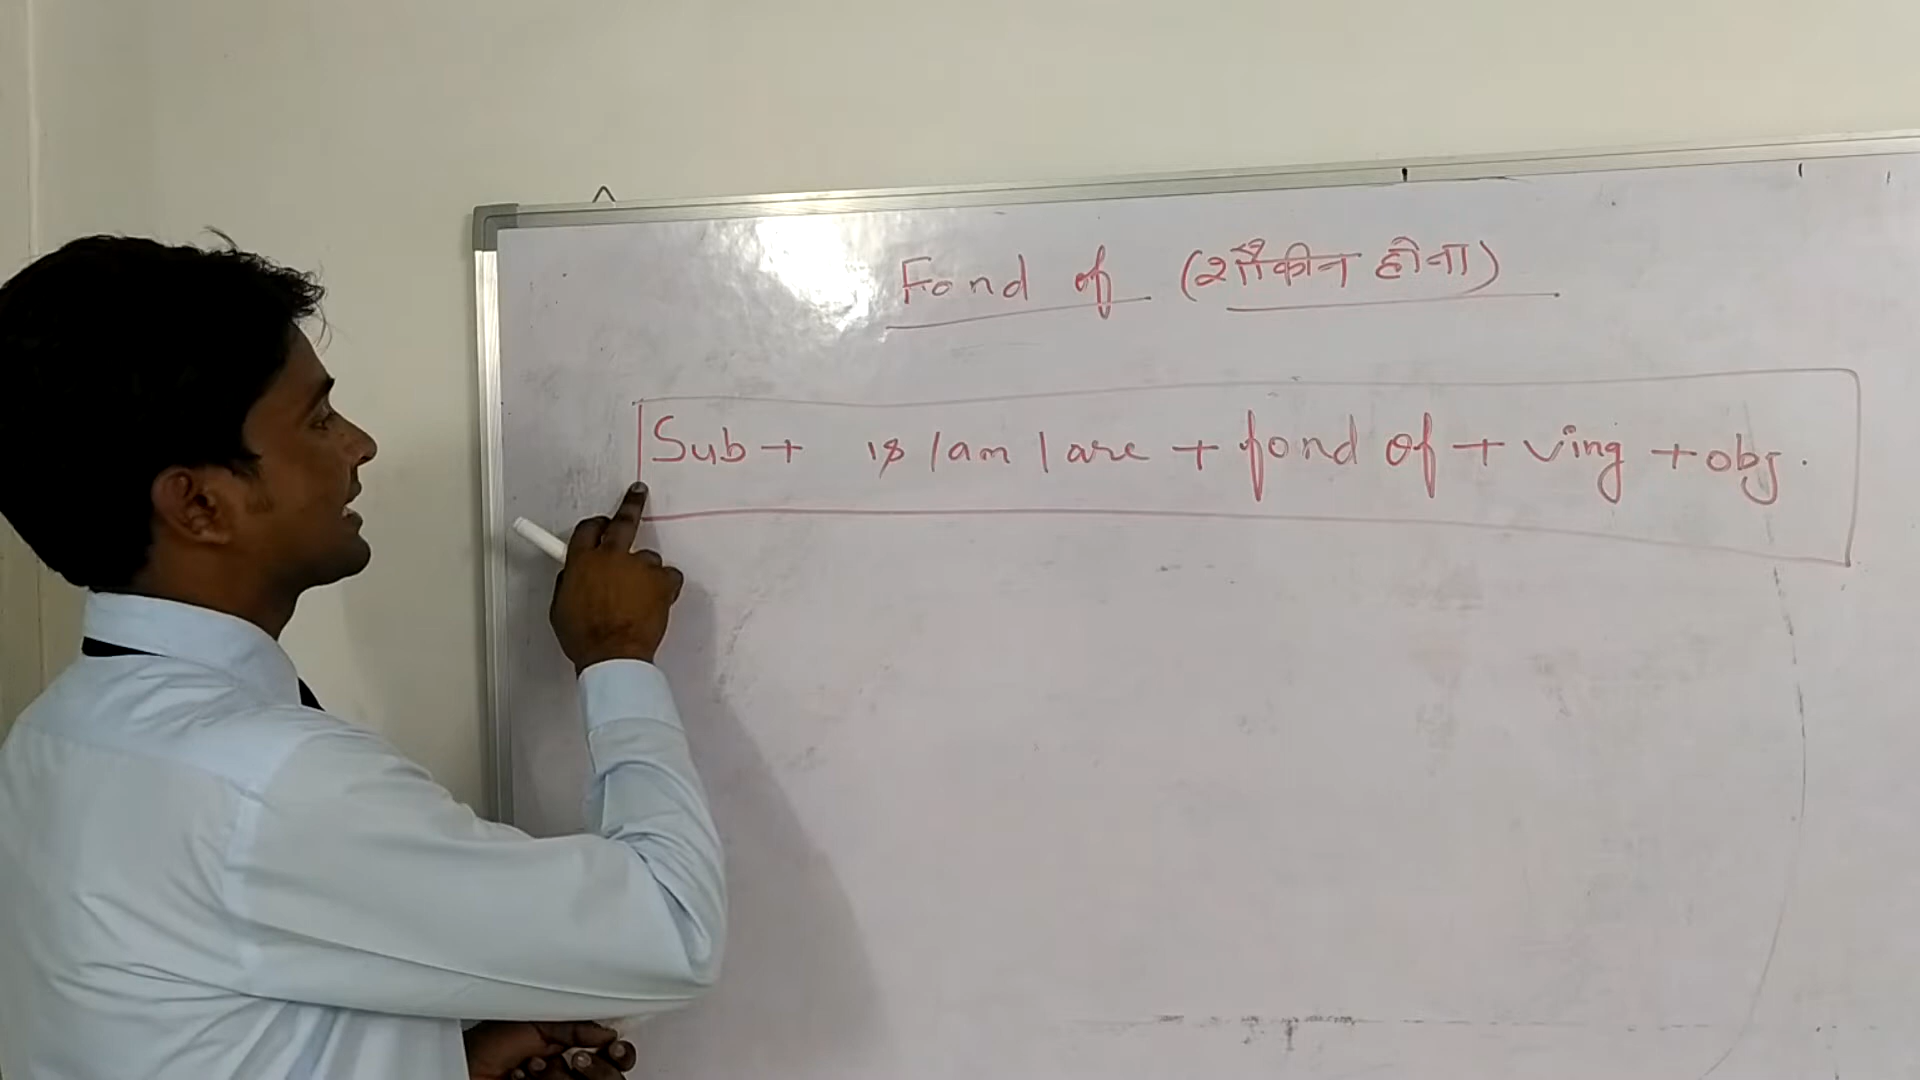 Fond of (शौकीन होना)
Sub + is / am / are + fond of + ving + obj.